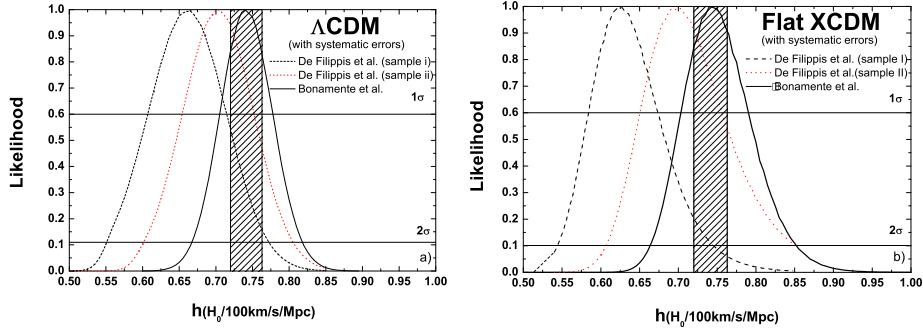 ΛCDM
(with systematic errors)
De Filippis et al. (sample i)
De Filippis et al. (sample ii)
Bonamente et al.
1σ
2σ
a)
Likelihood
1.0
0.9
0.8
0.7
0.6
0.5
0.4
0.3
0.2
0.1
0.0
0.50 0.55 0.60 0.65 0.70 0.75 0.80 0.85 0.90 0.95 1.00
h(H₀/100km/s/Mpc)
Flat XCDM
(with systematic errors)
De Filippis et al. (sample I)
De Filippis et al.(sample II)
Bonamente et al.
1σ
2σ
b)
Likelihood
1.0
0.9
0.8
0.7
0.6
0.5
0.4
0.3
0.2
0.1
0.0
0.50 0.55 0.60 0.65 0.70 0.75 0.80 0.85 0.90 0.95 1.00
h(H₀/100km/s/Mpc)